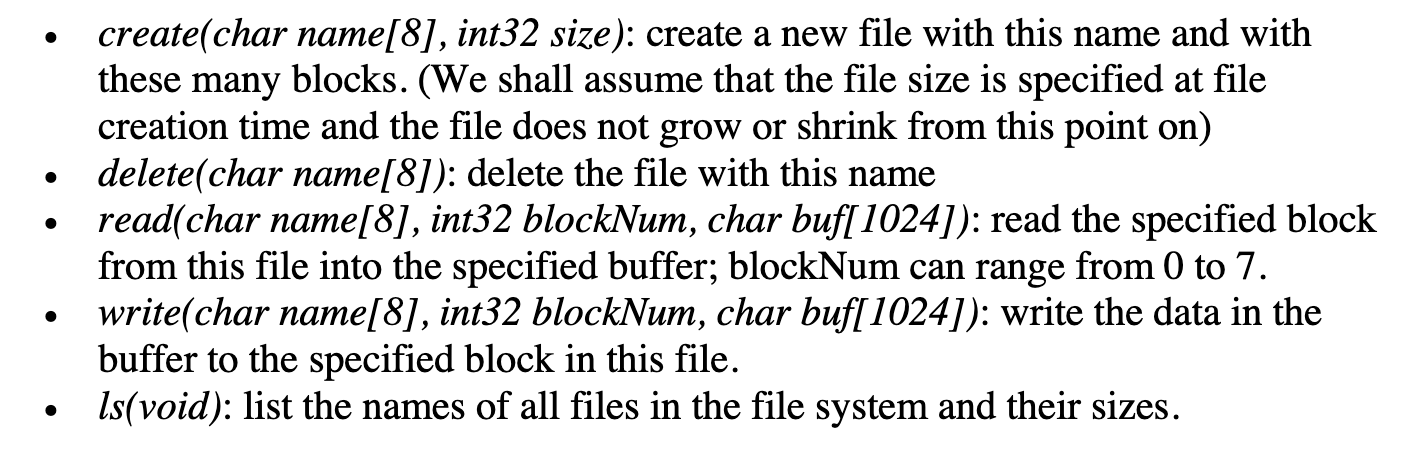 • create(char name[8], int32 size): create a new file with this name and with
these many blocks. (We shall assume that the file size is specified at file
creation time and the file does not grow or shrink from this point on)
• delete(char name[8]): delete the file with this name
• read(char name[8], int32 blockNum, char buf[1024]): read the specified block
from this file into the specified buffer; blockNum can range from 0 to 7.
• write(char name[8], int32 blockNum, char buf[1024]): write the data in the
buffer to the specified block in this file.
• ls(void): list the names of all files in the file system and their sizes.